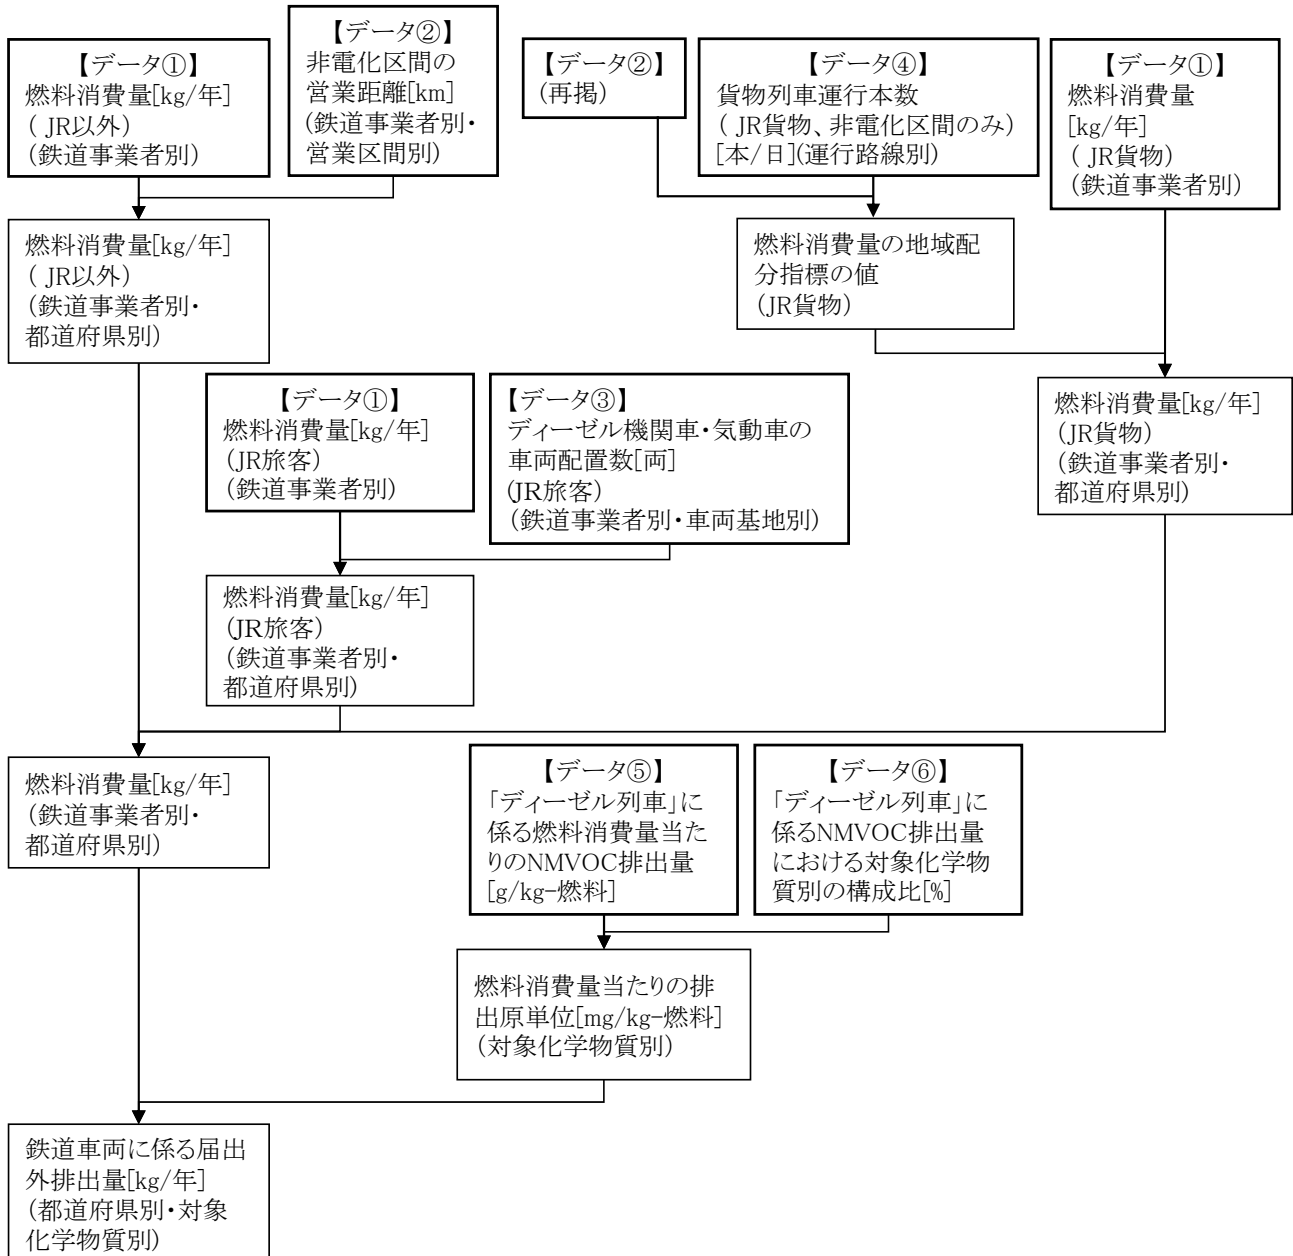 【データ①】
燃料消費量[kg/年]
( JR以外)
(鉄道事業者別)
【データ②】
非電化区間の
営業距離[km]
(鉄道事業者別・
営業区間別)
【データ②】
(再掲)
【データ④】
貨物列車運行本数
( JR貨物、非電化区間のみ)
[本/日](運行路線別)
【データ①】
燃料消費量
[kg/年]
( JR貨物)
(鉄道事業者別)
燃料消費量[kg/年]
( JR以外)
(鉄道事業者別・
都道府県別)
燃料消費量の地域配
分指標の値
(JR貨物)
【データ①】
燃料消費量[kg/年]
(JR旅客)
(鉄道事業者別)
【データ③】
ディーゼル機関車・気動車の
車両配置数[両]
(JR旅客)
(鉄道事業者別・車両基地別)
燃料消費量[kg/年]
(JR貨物)
(鉄道事業者別・
都道府県別)
燃料消費量[kg/年]
(JR旅客)
(鉄道事業者別・
都道府県別)
燃料消費量[kg/年]
(鉄道事業者別・
都道府県別)
【データ⑤】
「ディーゼル列車」に
係る燃料消費量当た
りのNMVOC排出量
[g/kg-燃料]
【データ⑥】
「ディーゼル列車」に
係るNMVOC排出量
における対象化学物
質別の構成比[%]
燃料消費量当たりの排
出原単位[mg/kg-燃料]
(対象化学物質別)
鉄道車両に係る届出
外排出量[kg/年]
(都道府県別・対象
化学物質別)